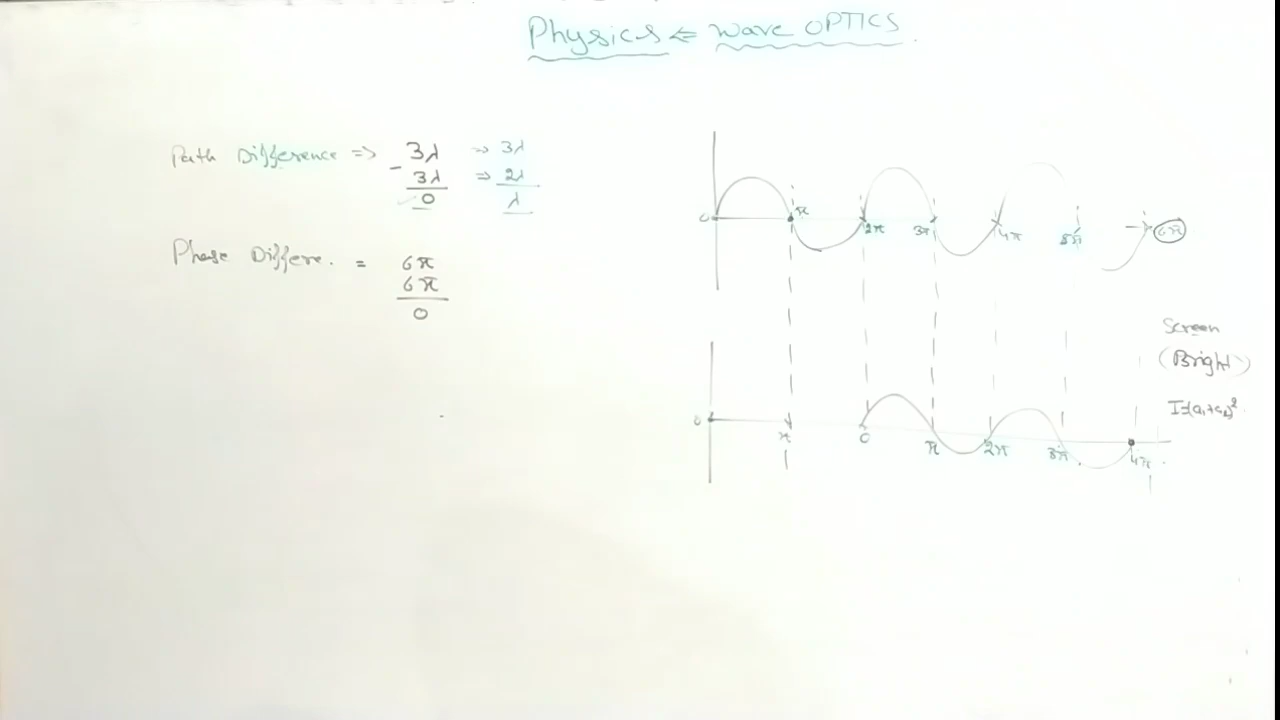 Physics ⇐ Wave OPTICS
Path Difference => 3λ => 3λ
- 3λ => 2λ
0 λ
Phase Differe. = 6π
6π
0
0 π 2π 3π 4π 5π 6π
Screen
(Bright)
I=(a₁+a₂)²
0 π 0 π 2π 3π 4π